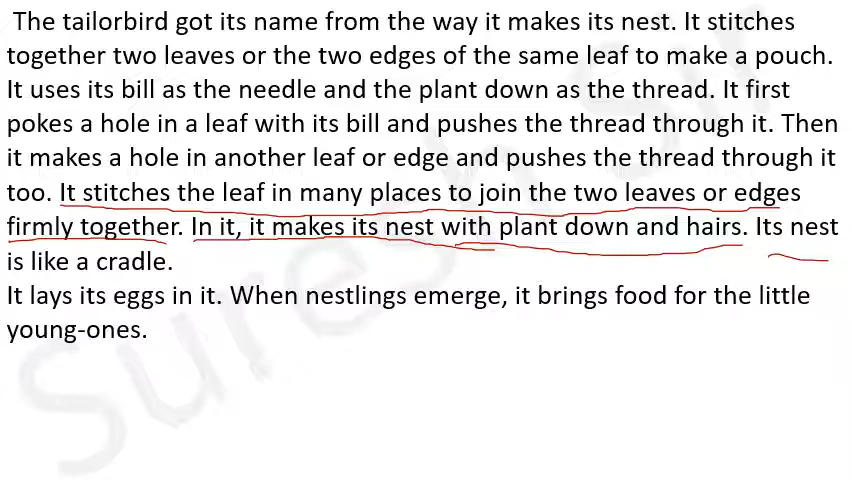 The tailorbird got its name from the way it makes its nest. It stitches
together two leaves or the two edges of the same leaf to make a pouch.
It uses its bill as the needle and the plant down as the thread. It first
pokes a hole in a leaf with its bill and pushes the thread through it. Then
it makes a hole in another leaf or edge and pushes the thread through it
too. It stitches the leaf in many places to join the two leaves or edges
firmly together. In it, it makes its nest with plant down and hairs. Its nest
is like a cradle.
It lays its eggs in it. When nestlings emerge, it brings food for the little
young-ones.
Suresh Sir